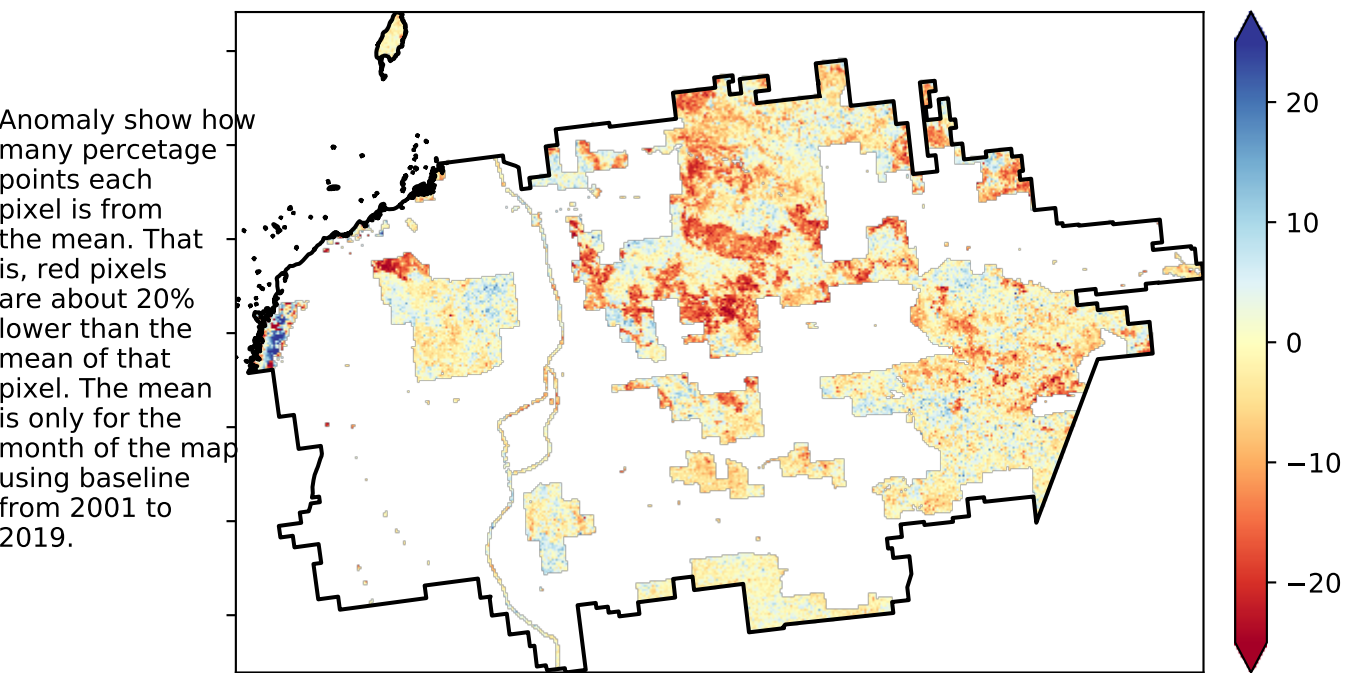 Anomaly show how
many percetage
points each
pixel is from
the mean. That
is, red pixels
are about 20%
lower than the
mean of that
pixel. The mean
is only for the
month of the map
using baseline
from 2001 to
2019.
20
10
0
−10
−20